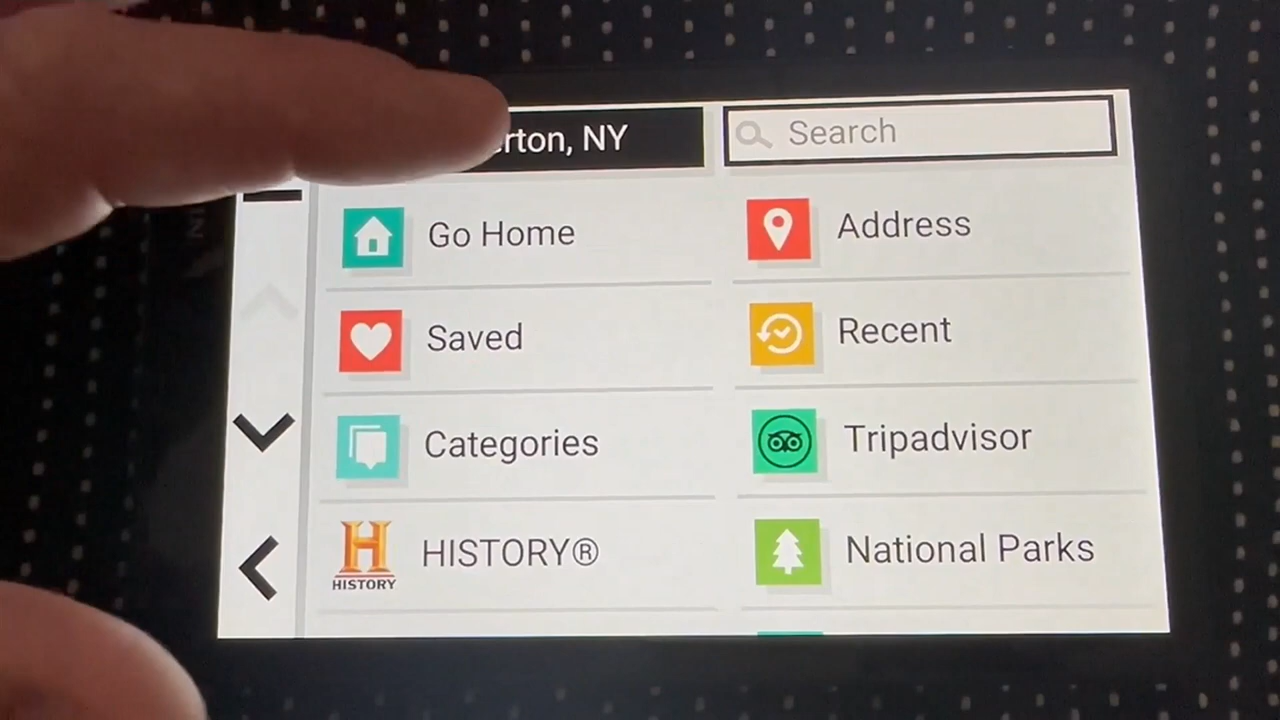 rton, NY
Search
Go Home
Address
Saved
Recent
Categories
Tripadvisor
HISTORY®
H
HISTORY
National Parks